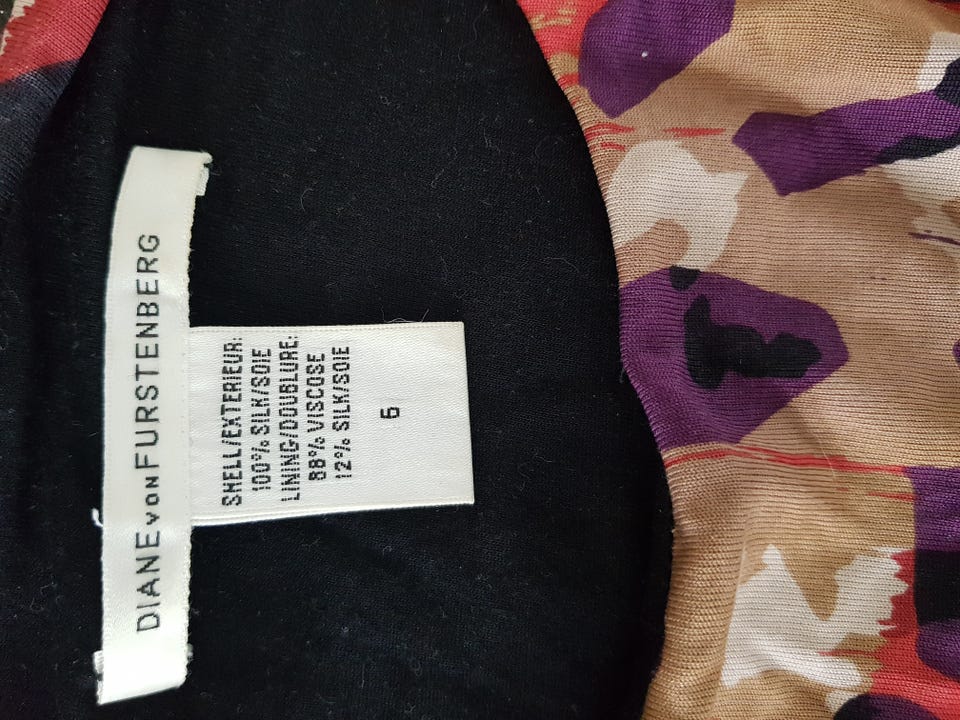 DIANE von FURSTENBERG
SHELL/EXTERIEUR:
100% SILK/SOIE
LINING/DOUBLURE:
88% VISCOSE
12% SILK/SOIE
6